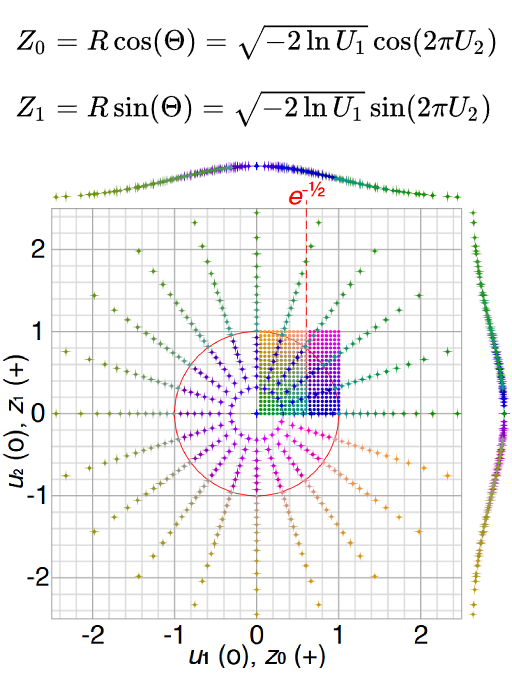 Z₀ = R cos(Θ) = √(−2 ln U₁) cos(2πU₂)
Z₁ = R sin(Θ) = √(−2 ln U₁) sin(2πU₂)
e⁻½
2
1
0
-1
-2
u₂ (o), z₁ (+)
-2 -1 0 1 2
u₁ (o), z₀ (+)